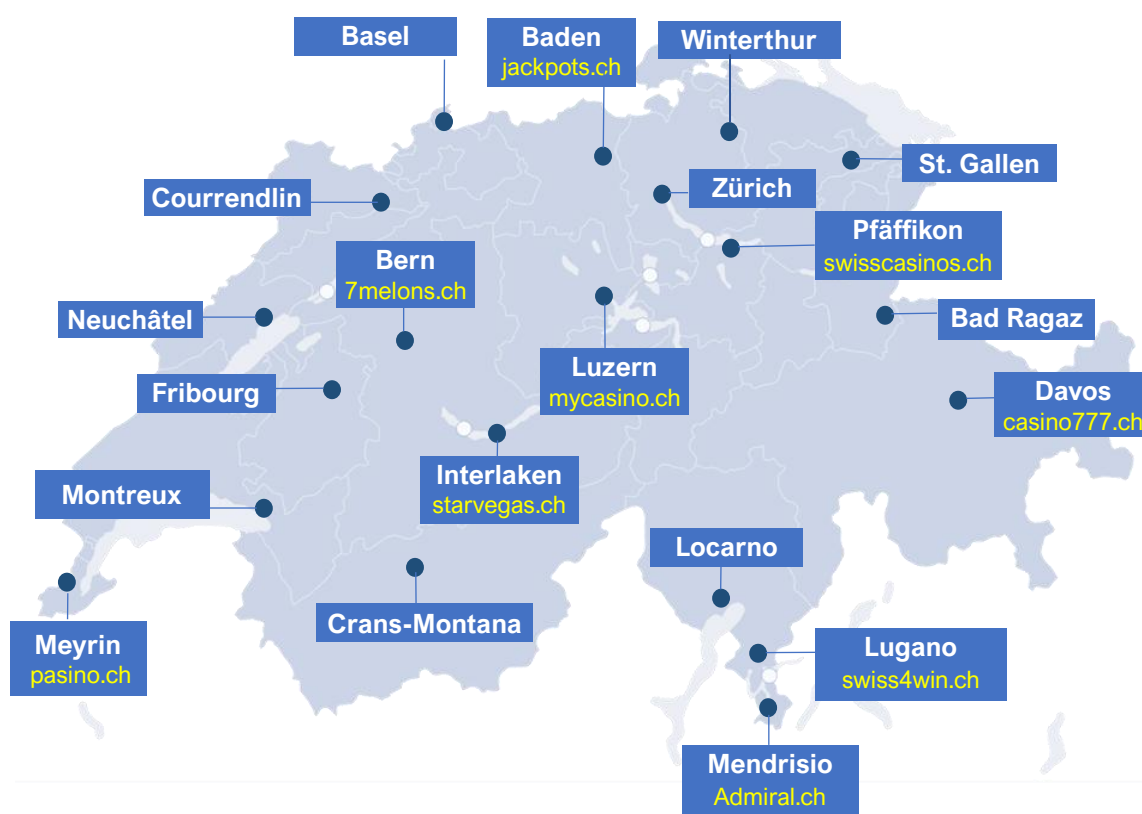 Basel
Baden
jackpots.ch
Winterthur
St. Gallen
Zürich
Courrendlin
Pfäffikon
swisscasinos.ch
Bern
7melons.ch
Neuchâtel
Bad Ragaz
Luzern
mycasino.ch
Fribourg
Davos
casino777.ch
Interlaken
starvegas.ch
Montreux
Locarno
Crans-Montana
Meyrin
pasino.ch
Lugano
swiss4win.ch
Mendrisio
Admiral.ch